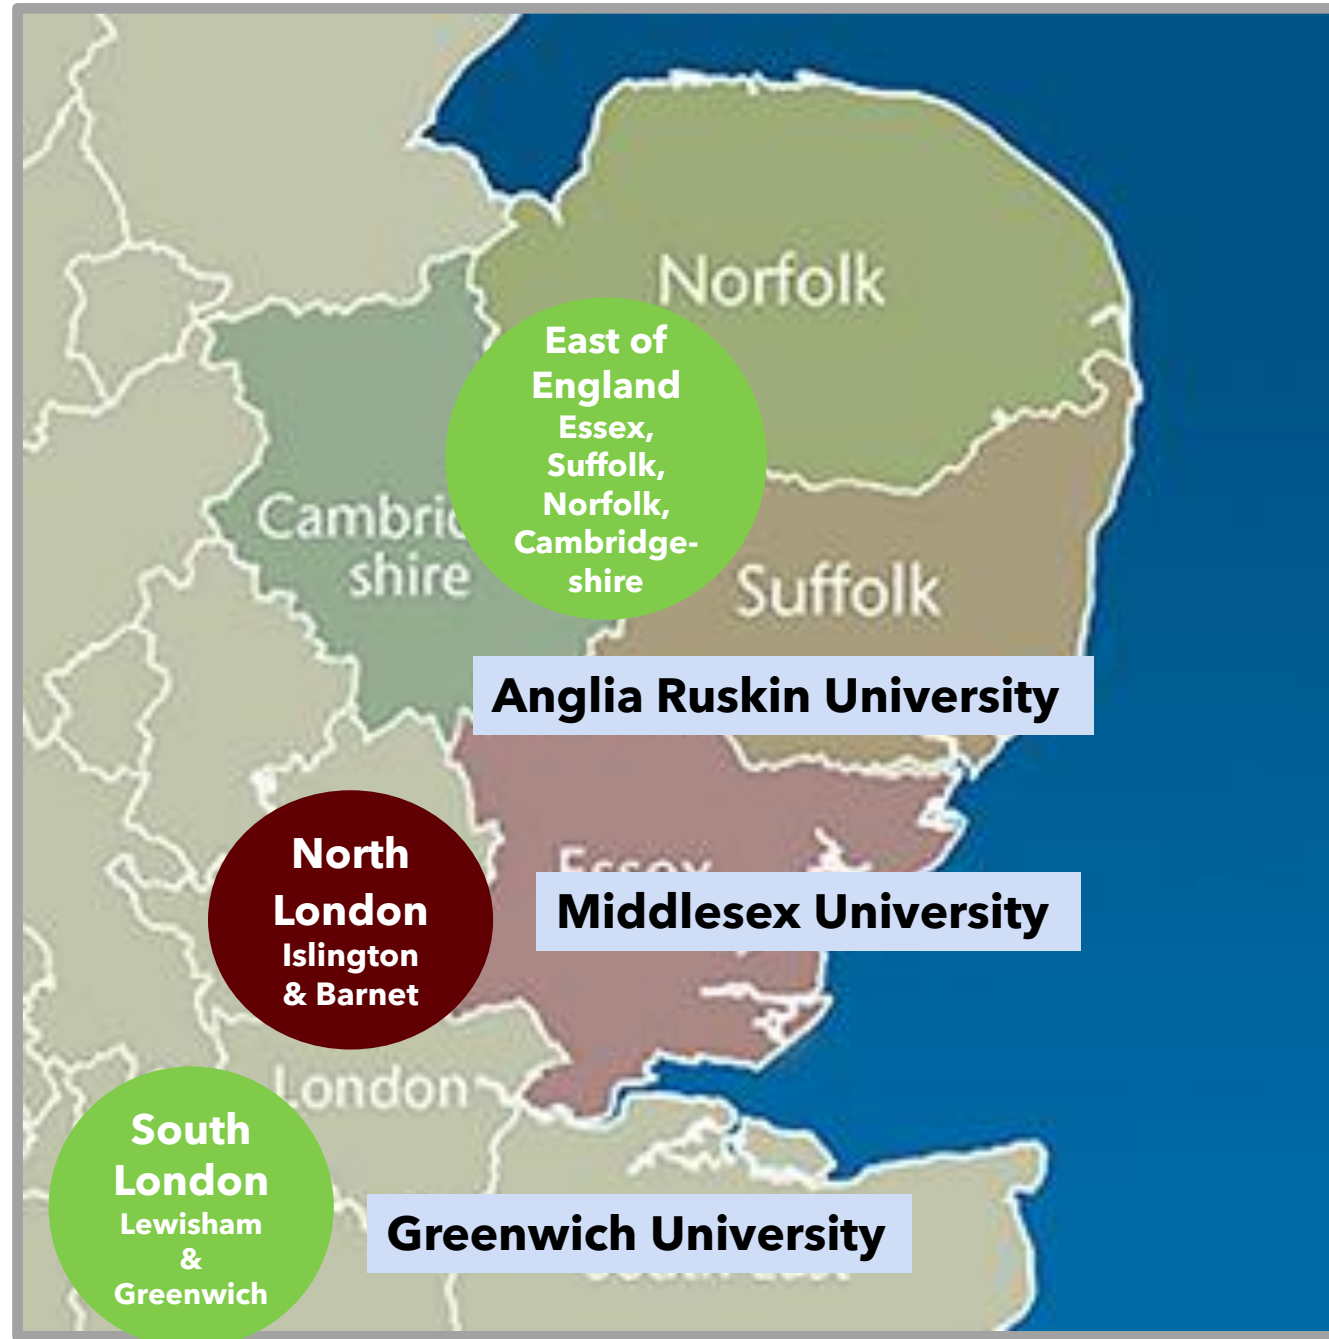 Norfolk
East of
England
Essex,
Suffolk,
Norfolk,
Cambridge-
shire
shire
Suffolk
Anglia Ruskin University
North
London
Islington
& Barnet
Essex
Middlesex University
London
South
London
Lewisham
&
Greenwich
Greenwich University